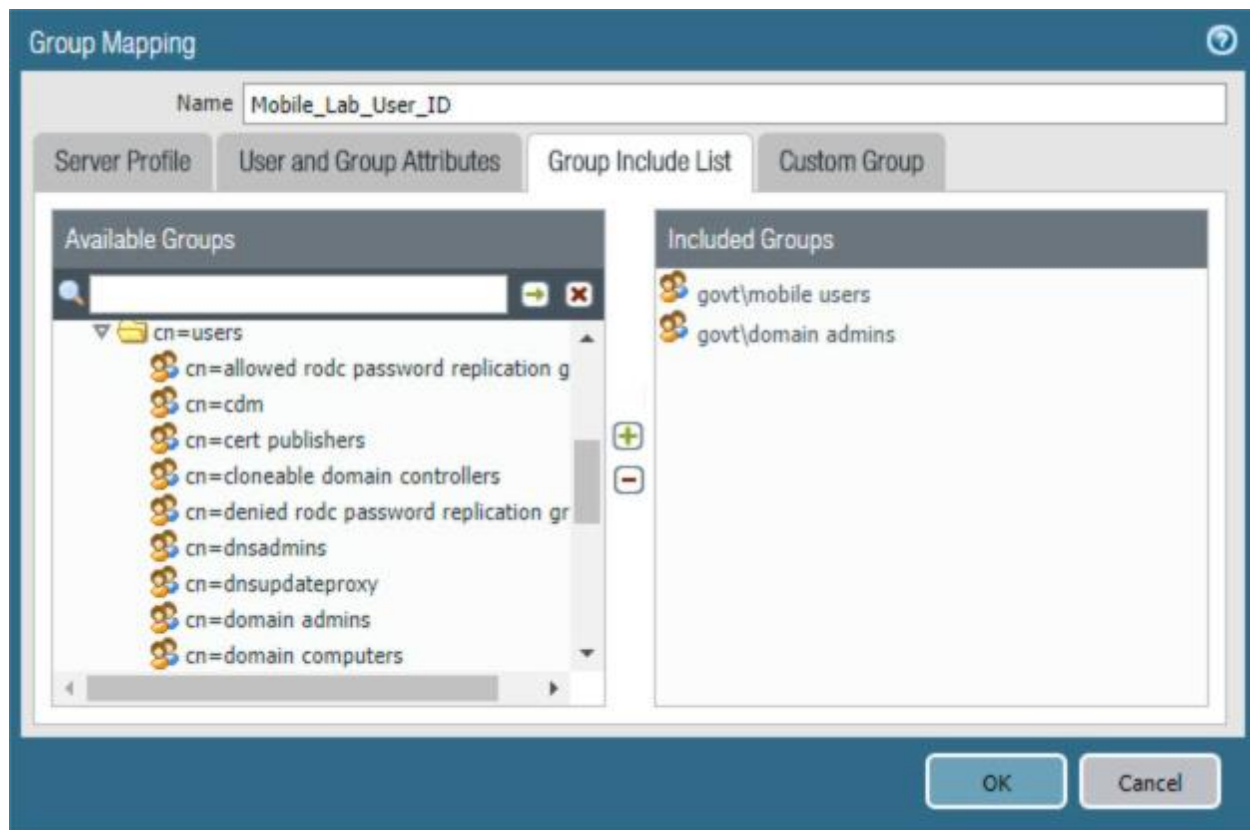 Group Mapping
Name Mobile_Lab_User_ID
Server Profile User and Group Attributes Group Include List Custom Group
Available Groups
cn=users
cn=allowed rodc password replication g
cn=cdm
cn=cert publishers
cn=cloneable domain controllers
cn=denied rodc password replication gr
cn=dnsadmins
cn=dnsupdateproxy
cn=domain admins
cn=domain computers
Included Groups
govt\mobile users
govt\domain admins
OK Cancel